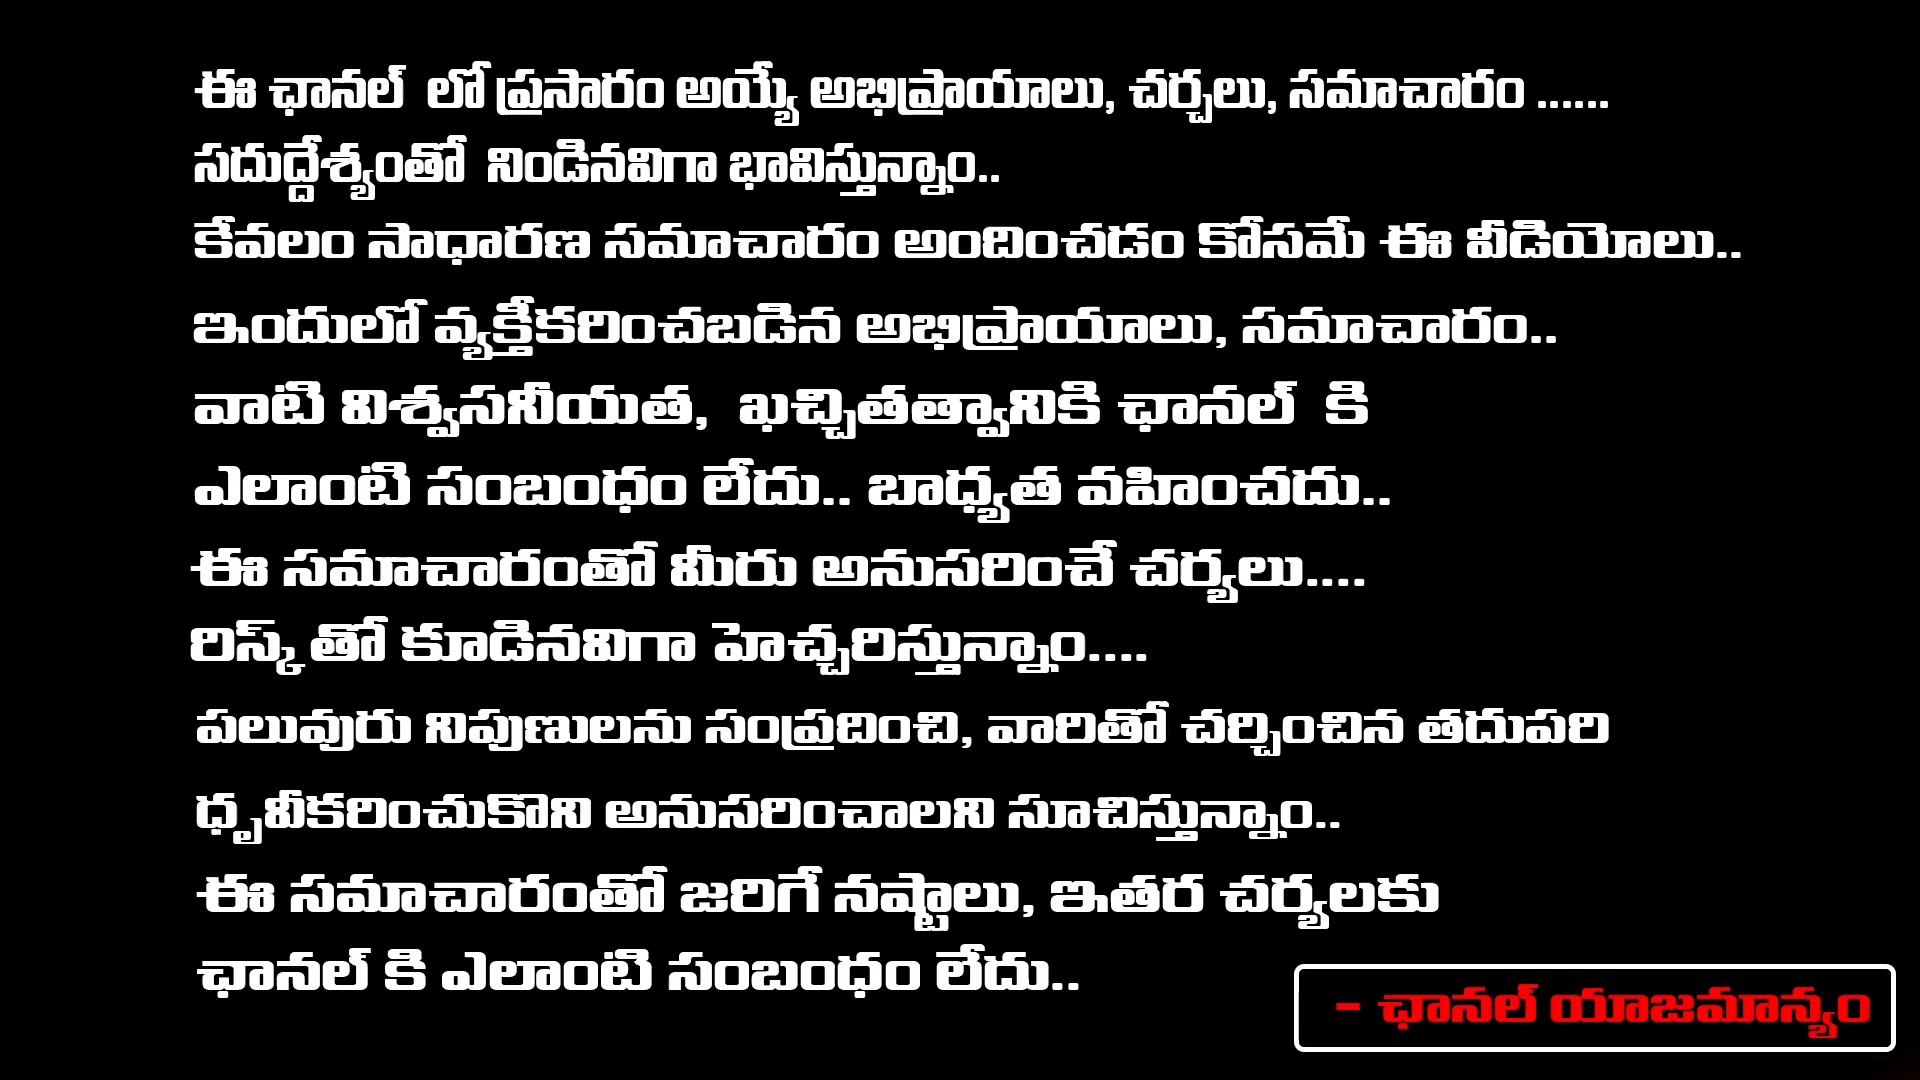 ఈ ఛానల్ లో ప్రసారం అయ్యే అభిప్రాయాలు, చర్చలు, సమాచారం ......
సదుద్దేశ్యంతో నిండినవిగా భావిస్తున్నాం..
కేవలం సాధారణ సమాచారం అందించడం కోసమే ఈ వీడియోలు..
ఇందులో వ్యక్తీకరించబడిన అభిప్రాయాలు, సమాచారం..
వాటి విశ్వసనీయత, ఖచ్చితత్వానికి ఛానల్ కి
ఎలాంటి సంబంధం లేదు.. బాధ్యత వహించదు..
ఈ సమాచారంతో మీరు అనుసరించే చర్యలు....
రిస్క్ తో కూడినవిగా హెచ్చరిస్తున్నాం....
పలువురు నిపుణులను సంప్రదించి, వారితో చర్చించిన తదుపరి
ధృవీకరించుకొని అనుసరించాలని సూచిస్తున్నాం..
ఈ సమాచారంతో జరిగే నష్టాలు, ఇతర చర్యలకు
ఛానల్ కి ఎలాంటి సంబంధం లేదు..
- ఛానల్ యాజమాన్యం